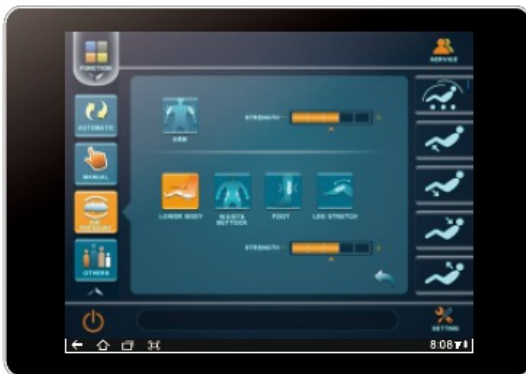 FUNCTION
SERVICE
AUTOMATIC
MANUAL
AIR
PRESSURE
OTHERS
ARM
STRENGTH - +
LOWER BODY
WAIST&
BUTTOCK
FOOT
LEG STRETCH
STRENGTH - +
SETTING
8:08